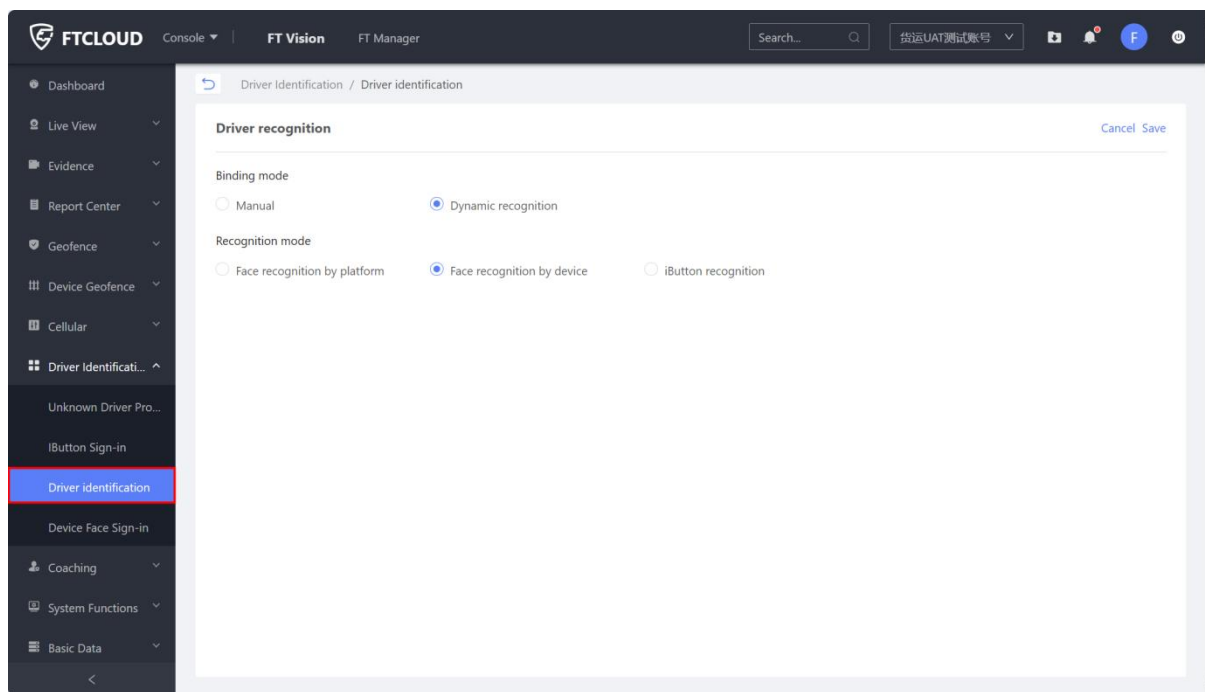 FTCLOUD Console FT Vision FT Manager Search... 货运UAT测试账号 F
Dashboard
Live View
Evidence
Report Center
Geofence
Device Geofence
Cellular
Driver Identificati...
Unknown Driver Pro...
IButton Sign-in
Driver identification
Device Face Sign-in
Coaching
System Functions
Basic Data
Driver Identification / Driver identification
Driver recognition Cancel Save
Binding mode
Manual Dynamic recognition
Recognition mode
Face recognition by platform Face recognition by device iButton recognition